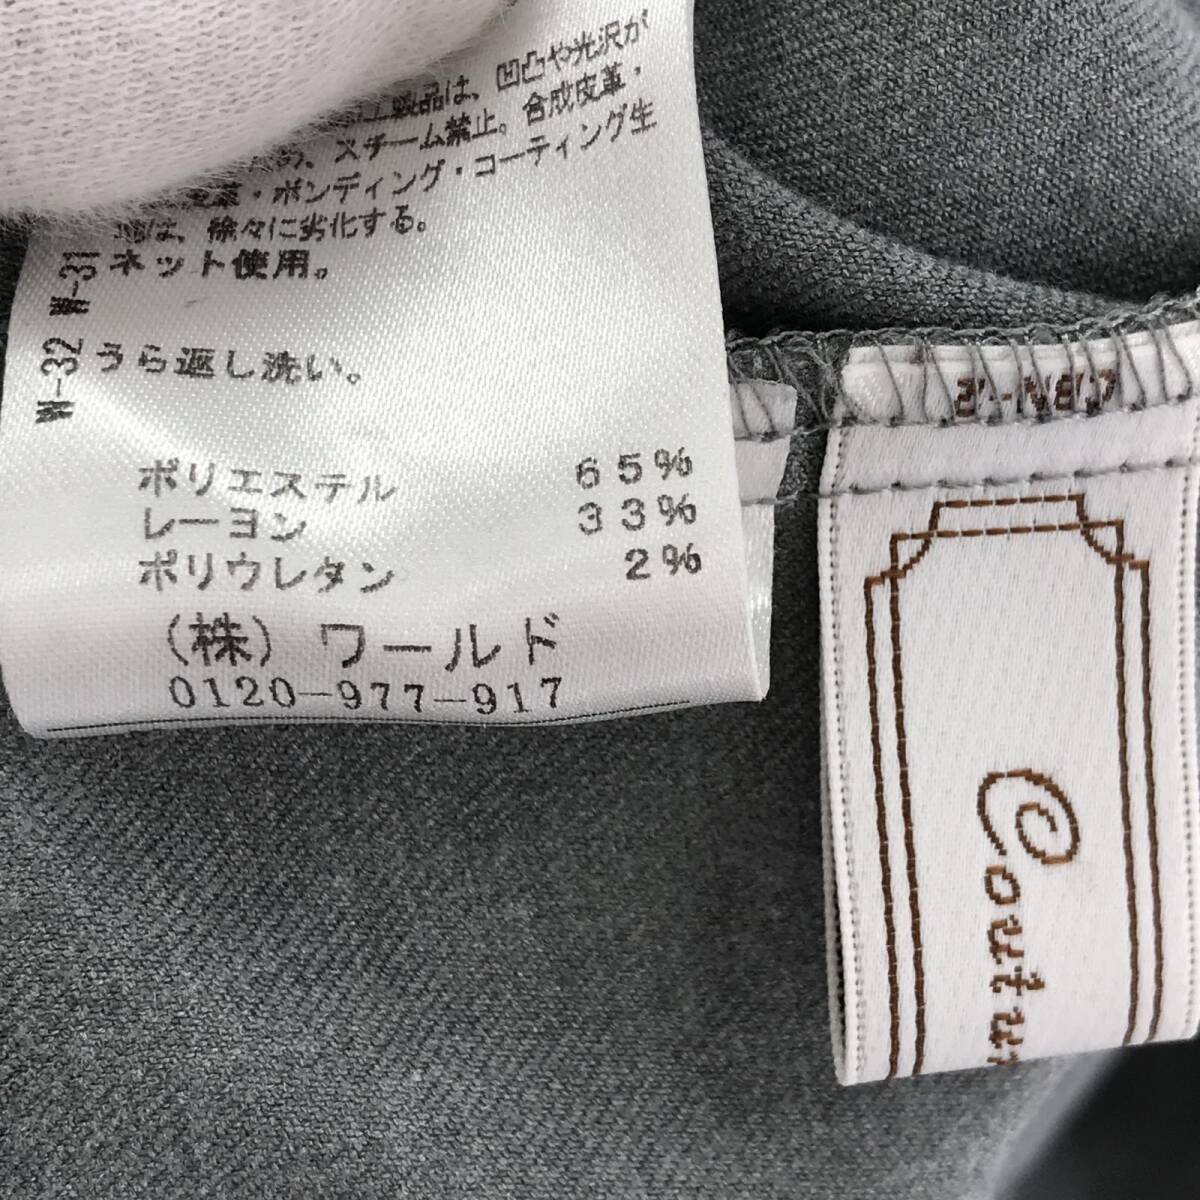 製品は、凹凸や光沢が
スチーム禁止。合成皮革・
・ボンディング・コーティング生
は、徐々に劣化する。
W-31 ネット使用。
W-32 うら返し洗い。
ポリエステル 65%
レーヨン 33%
ポリウレタン 2%
(株) ワールド
0120-977-917
Cout